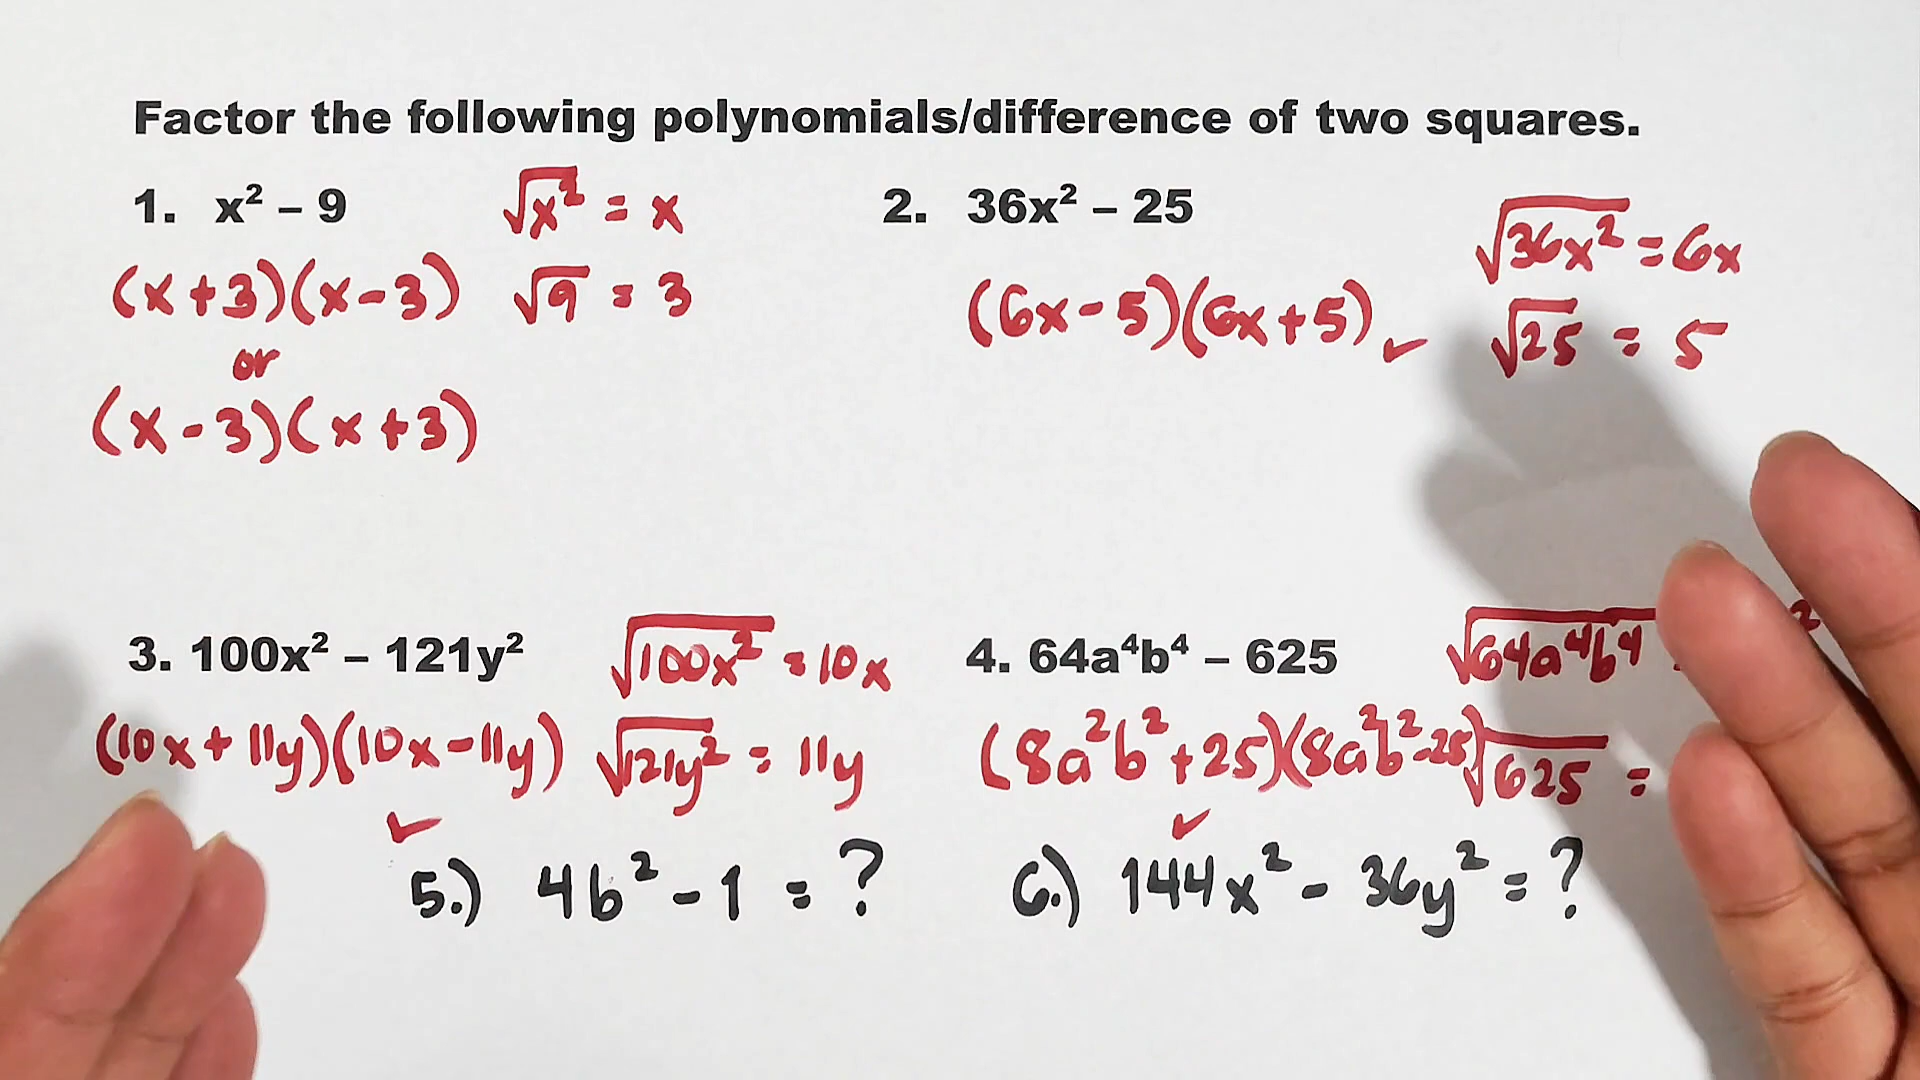 Factor the following polynomials/difference of two squares.
1. x² – 9
√x² = x
(x+3)(x-3)
√9 = 3
or
(x-3)(x+3)
2. 36x² – 25
√36x² = 6x
(6x-5)(6x+5) ✓
√25 = 5
3. 100x² – 121y²
√100x² = 10x
(10x+11y)(10x-11y)
√121y² = 11y
✓
4. 64a⁴b⁴ – 625
√64a⁴b⁴
²
(8a²b²+25)(8a²b²-25)
√625 =
✓
5.) 4b²-1 = ?
6.) 144x² - 36y² = ?